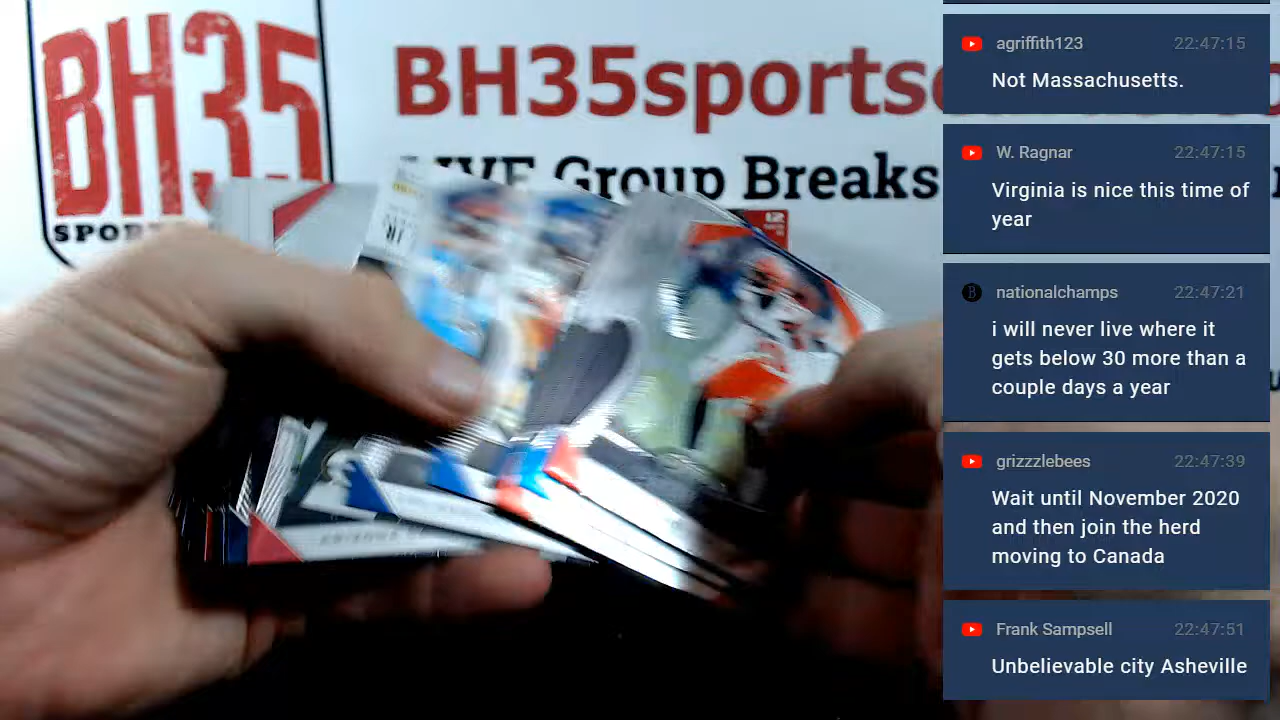 BH35
SPOR
BH35sports
LIVE Group Breaks
agriffith123 22:47:15
Not Massachusetts.
W. Ragnar 22:47:15
Virginia is nice this time of
year
nationalchamps 22:47:21
i will never live where it
gets below 30 more than a
couple days a year
grizzzlebees 22:47:39
Wait until November 2020
and then join the herd
moving to Canada
Frank Sampsell 22:47:51
Unbelievable city Asheville